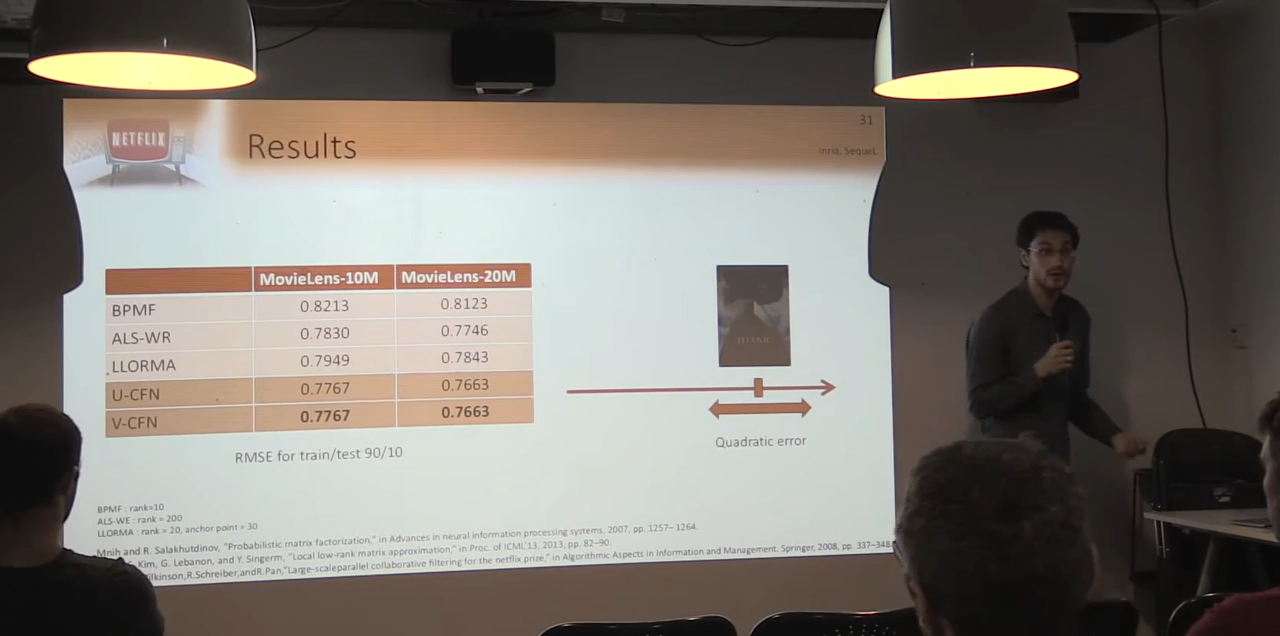 31
NETFLIX
Results
Inria, SequeL
MovieLens-10M MovieLens-20M
BPMF 0.8213 0.8123
ALS-WR 0.7830 0.7746
LLORMA 0.7949 0.7843
U-CFN 0.7767 0.7663
V-CFN 0.7767 0.7663
RMSE for train/test 90/10
TITANIC
Quadratic error
BPMF : rank=10
ALS-WE : rank = 200
LLORMA : rank = 20, anchor point = 30
Mnih and R. Salakhutdinov, "Probabilistic matrix factorization," in Advances in neural information processing systems, 2007, pp. 1257– 1264.
Kim, G. Lebanon, and Y. Singerm, "Local low-rank matrix approximation," in Proc. of ICML'13, 2013, pp. 82–90.
ilkinson,R.Schreiber,andR.Pan,"Large-scaleparallel collaborative filtering for the netflix prize," in Algorithmic Aspects in Information and Management. Springer, 2008, pp. 337–348